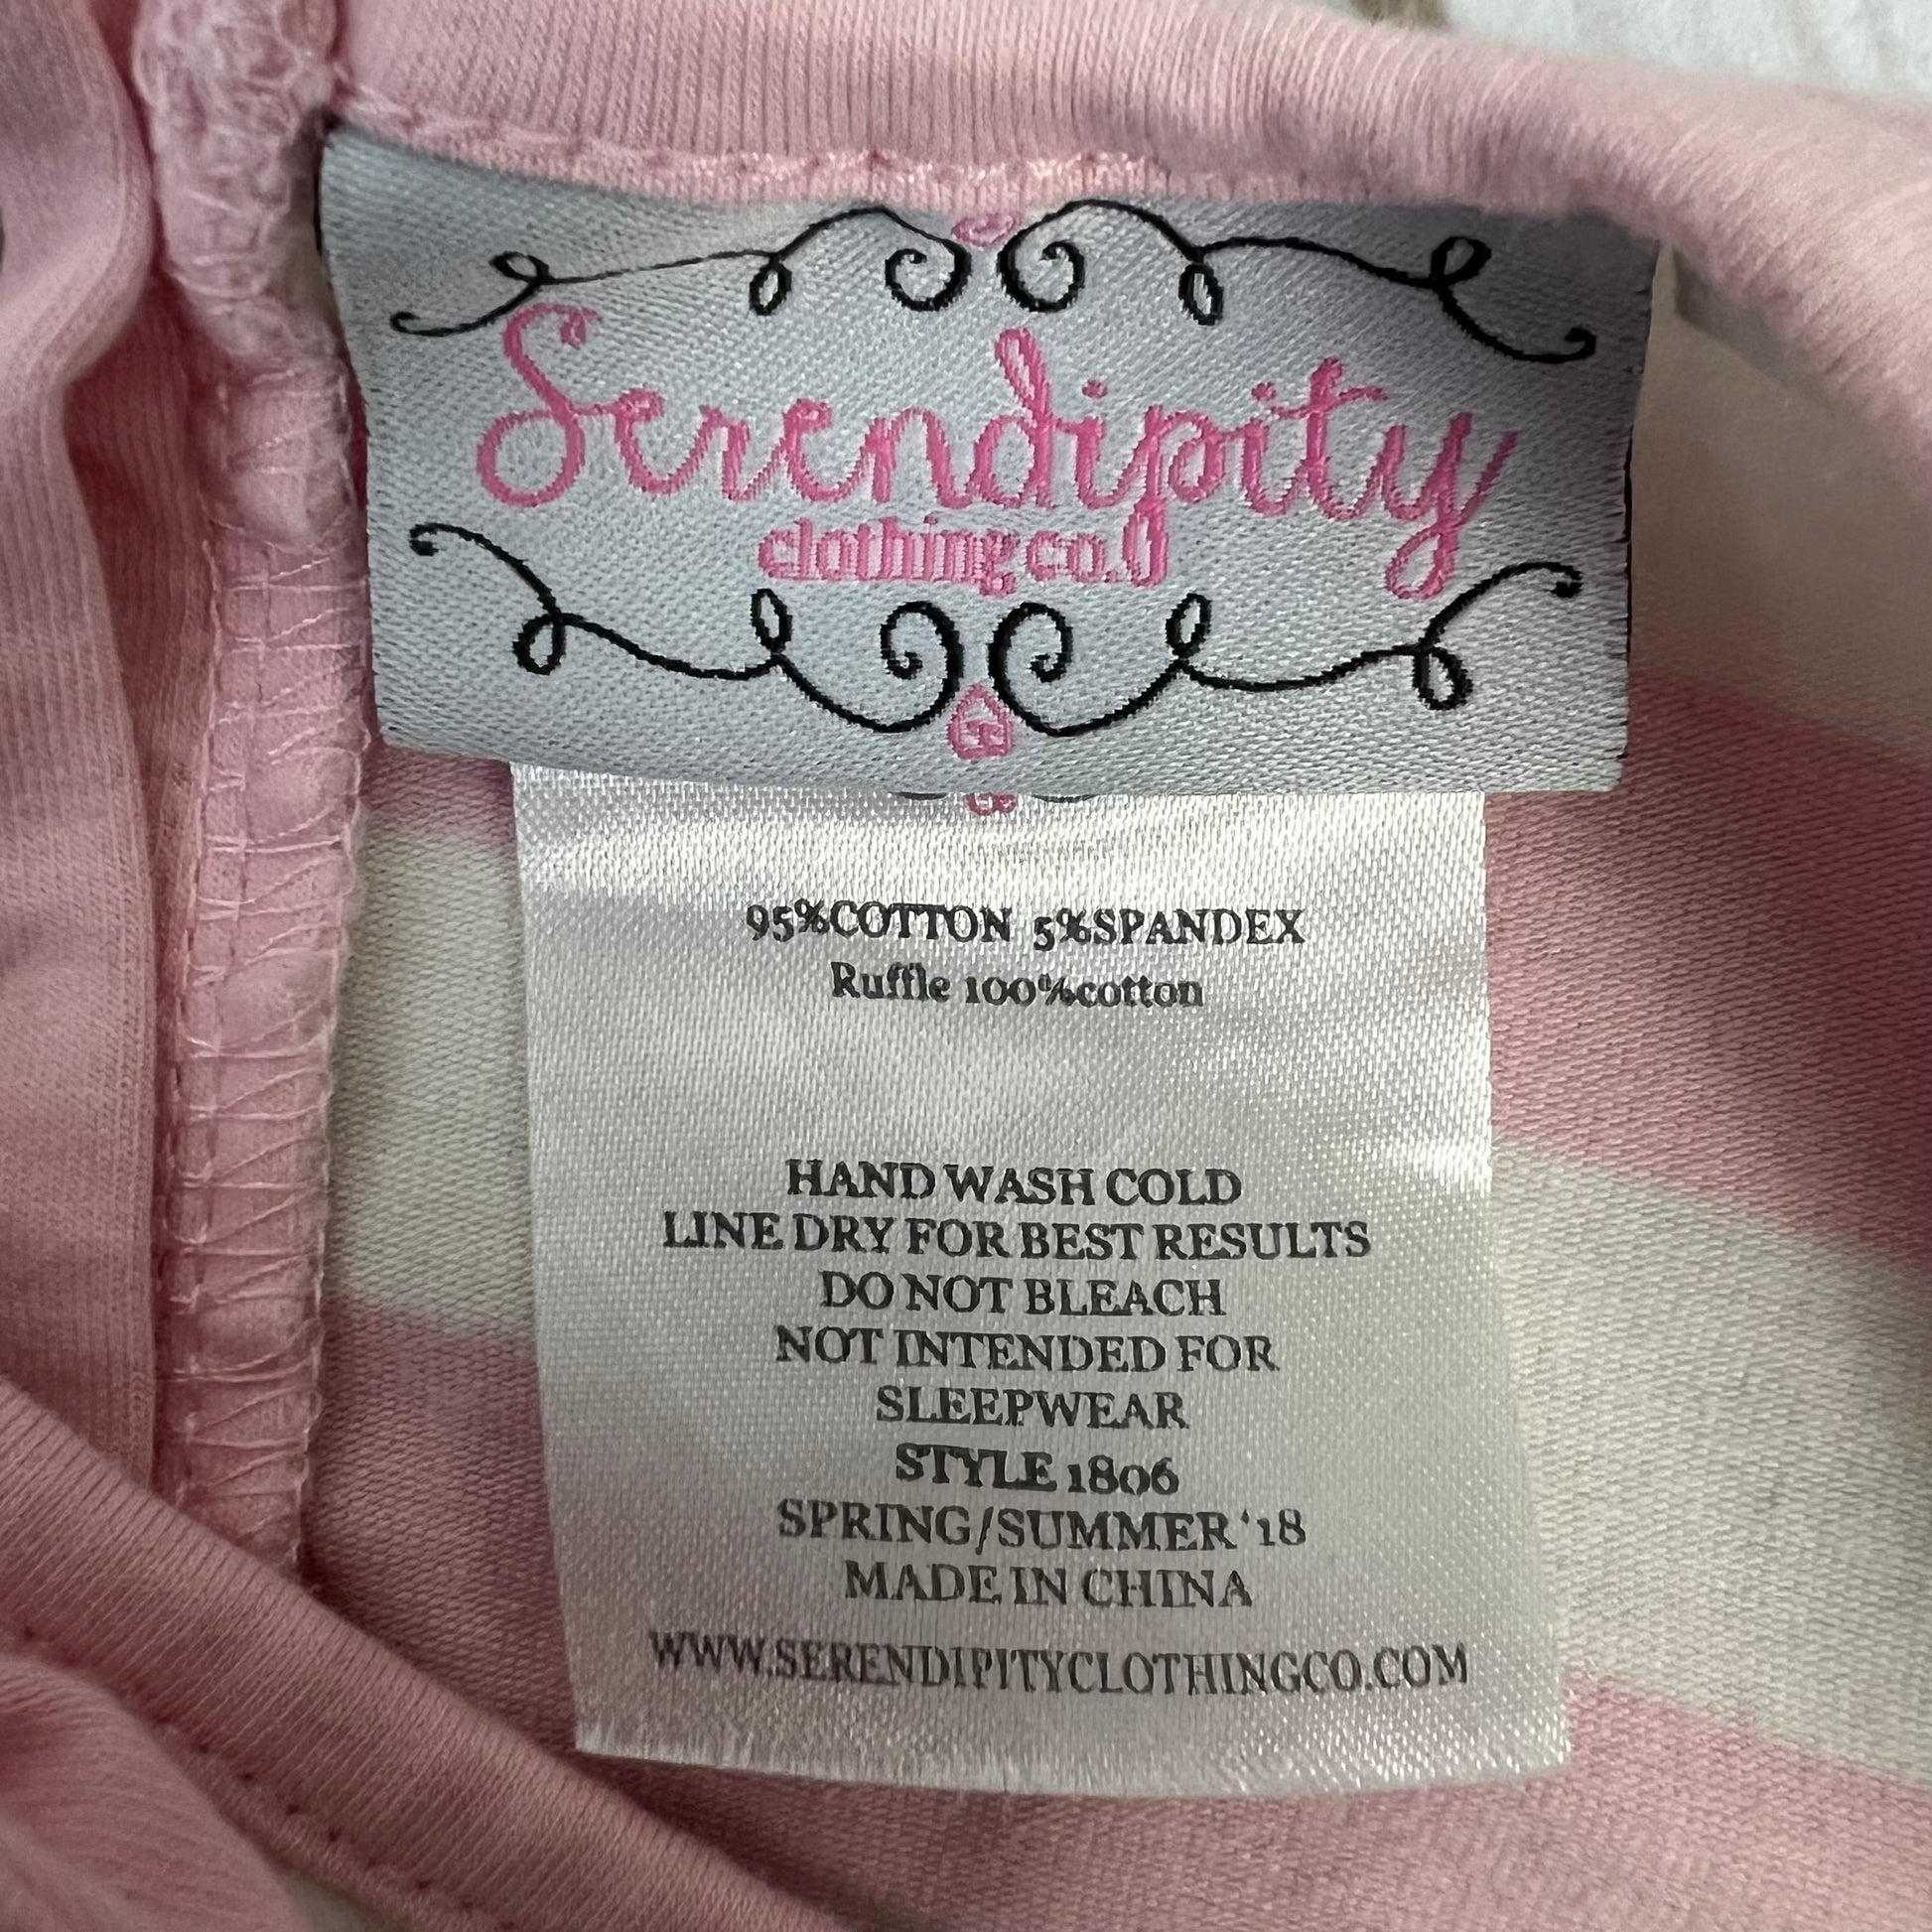 Serendipity
clothing co.
95%COTTON 5%SPANDEX
Ruffle 100%cotton
HAND WASH COLD
LINE DRY FOR BEST RESULTS
DO NOT BLEACH
NOT INTENDED FOR
SLEEPWEAR
STYLE 1806
SPRING/SUMMER '18
MADE IN CHINA
WWW.SERENDIPITYCLOTHINGCO.COM